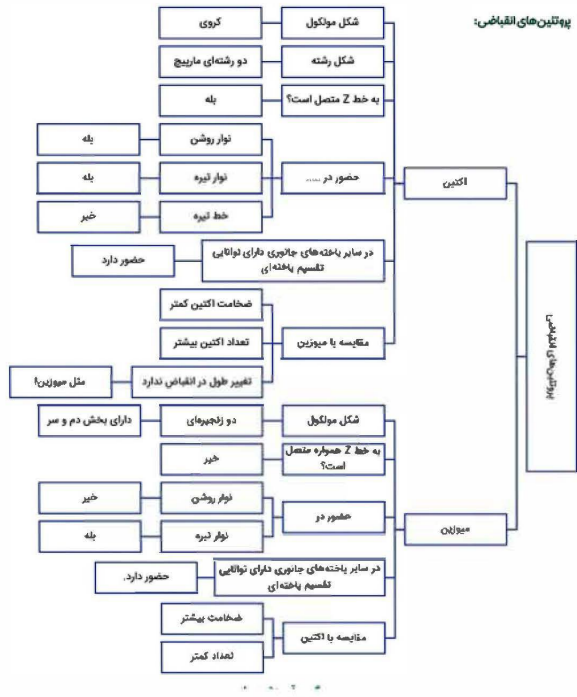 پروتئین‌های انقباضی:
پروتئین‌های انقباضی
اکتین
شکل مولکول
کروی
شکل رشته
دو رشته‌ای مارپیچ
به خط Z متصل است؟
بله
حضور در .....
نوار روشن
بله
نوار تیره
بله
خط تیره
خیر
در سایر یاخته‌های جانوری دارای توانایی
تقسیم یاخته‌ای
حضور دارد
مقایسه با میوزین
ضخامت اکتین کمتر
تعداد اکتین بیشتر
تغییر طول در انقباض ندارد
مثل میوزین!
میوزین
شکل مولکول
دو زنجیره‌ای
دارای بخش دم و سر
به خط Z همواره متصل
است؟
خیر
حضور در
نوار روشن
خیر
نوار تیره
بله
در سایر یاخته‌های جانوری دارای توانایی
تقسیم یاخته‌ای
حضور دارد.
مقایسه با اکتین
ضخامت بیشتر
تعداد کمتر